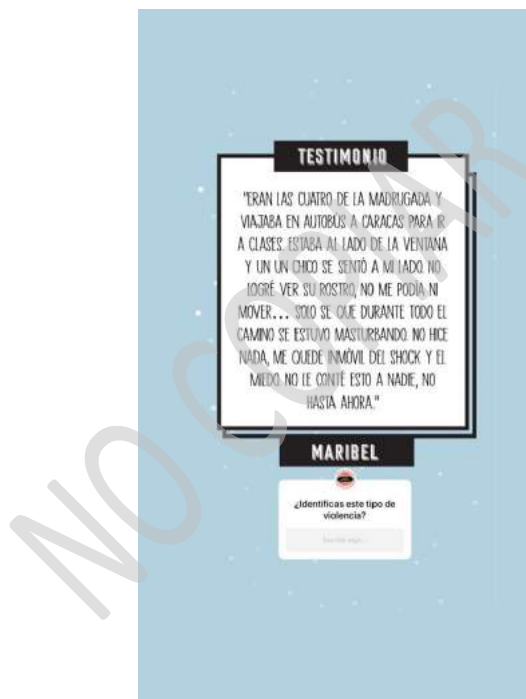 TESTIMONIO
"ERAN LAS CUATRO DE LA MADRUGADA Y
VIAJABA EN AUTOBÚS A CARACAS PARA IR
A CLASES. ESTABA AL LADO DE LA VENTANA
Y UN UN CHICO SE SENTÓ A MI LADO. NO
LOGRÉ VER SU ROSTRO, NO ME PODÍA NI
MOVER... SOLO SE QUE DURANTE TODO EL
CAMINO SE ESTUVO MASTURBANDO. NO HICE
NADA, ME QUEDE INMÓVIL DEL SHOCK Y EL
MIEDO. NO LE CONTÉ ESTO A NADIE, NO
HASTA AHORA."
MARIBEL
¿Identificas este tipo de
violencia?
NO COPIAR